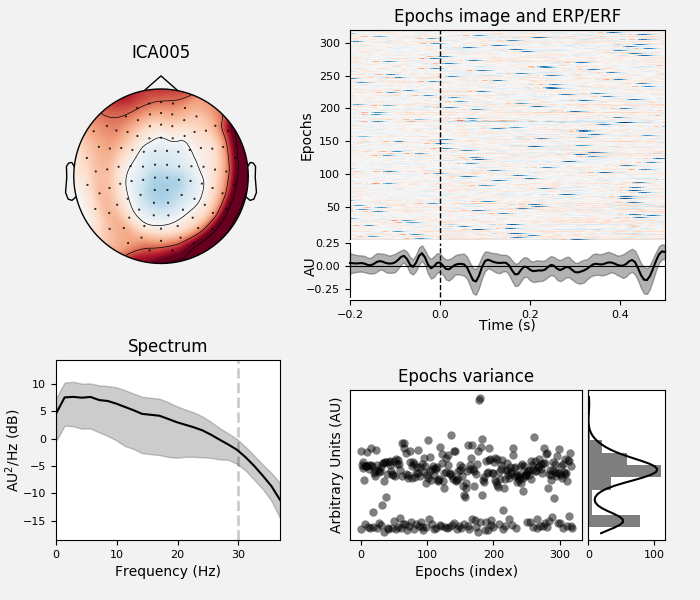 ICA005
Epochs image and ERP/ERF
Epochs
300
250
200
150
100
50
AU
0.25
0.00
−0.25
−0.2
0.0
0.2
0.4
Time (s)
Spectrum
AU²/Hz (dB)
10
5
0
−5
−10
−15
0
10
20
30
Frequency (Hz)
Epochs variance
Arbitrary Units (AU)
0
100
200
300
Epochs (index)
0
100